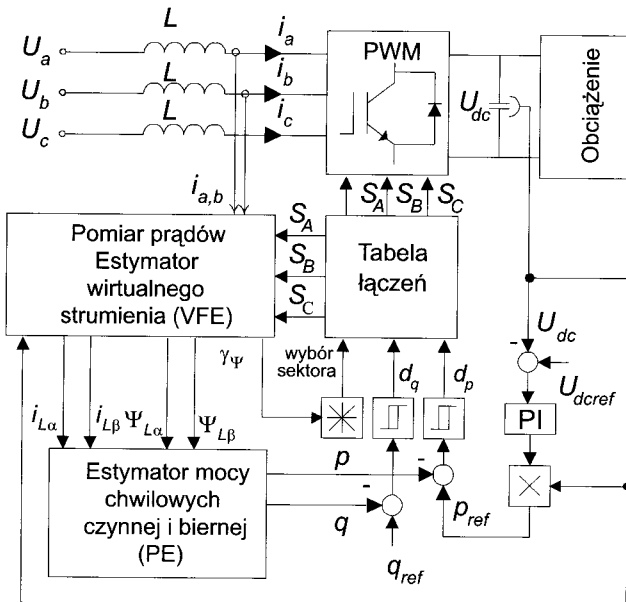 U_a
L
i_a
PWM
U_b
L
i_b
U_c
L
i_c
U_dc
Obciążenie
i_a,b
S_A S_B S_C
Pomiar prądów
Estymator
wirtualnego
strumienia (VFE)
S_A
S_B
S_C
Tabela
łączeń
γ_Ψ
wybór
sektora
d_q
d_p
-
U_dc
U_dcref
PI
i_Lα
i_Lβ
Ψ_Lα
Ψ_Lβ
Estymator mocy
chwilowych
czynnej i biernej
(PE)
p
-
q
-
q_ref
p_ref
×